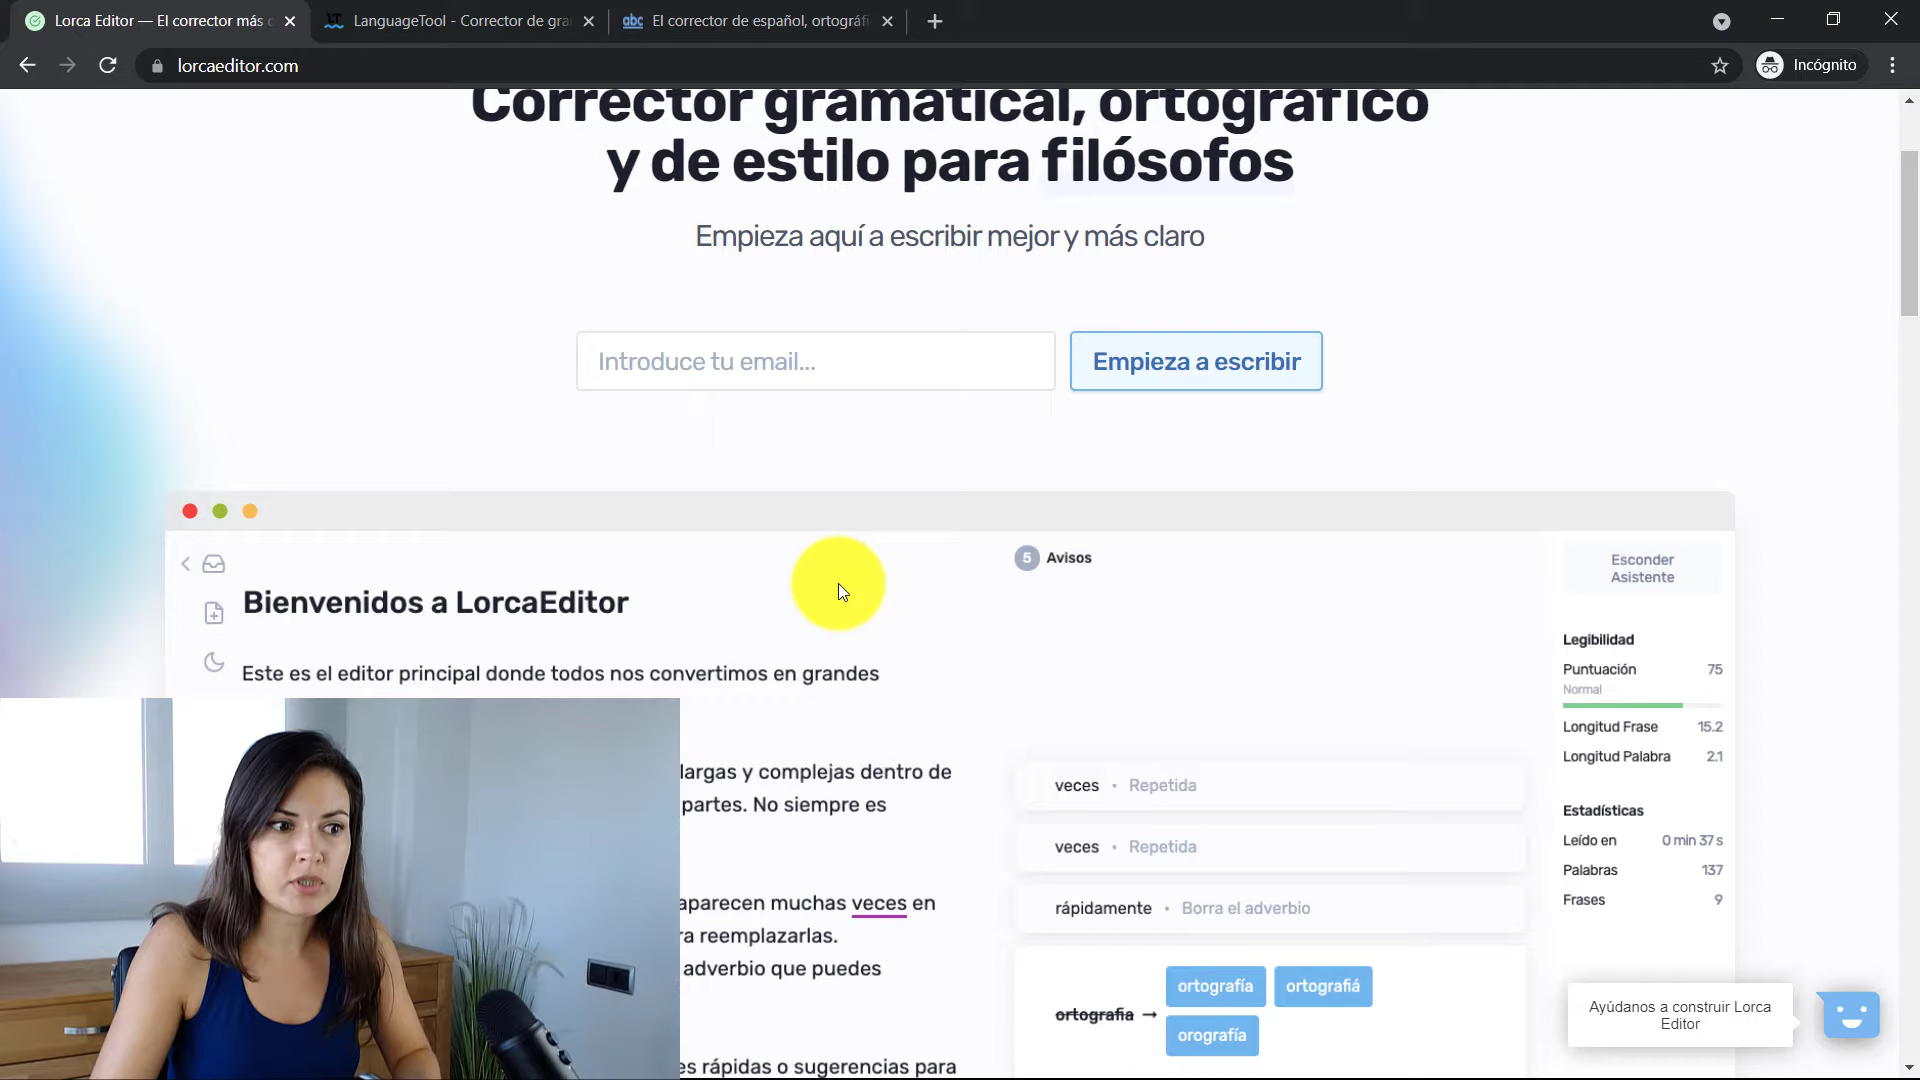 Lorca Editor — El corrector más
LanguageTool - Corrector de gra
abc El corrector de español, ortográfi
lorcaeditor.com
Incógnito
Corrector gramatical, ortográfico
y de estilo para filósofos
Empieza aquí a escribir mejor y más claro
Introduce tu email...
Empieza a escribir
Bienvenidos a LorcaEditor
Este es el editor principal donde todos nos convertimos en grandes
largas y complejas dentro de
partes. No siempre es
aparecen muchas veces en
ra reemplazarlas.
adverbio que puedes
es rápidas o sugerencias para
5 Avisos
veces • Repetida
veces • Repetida
rápidamente • Borra el adverbio
ortografia → ortografía ortografiá
orografía
Esconder
Asistente
Legibilidad
Puntuación 75
Normal
Longitud Frase 15.2
Longitud Palabra 2.1
Estadísticas
Leído en 0 min 37 s
Palabras 137
Frases 9
Ayúdanos a construir Lorca
Editor